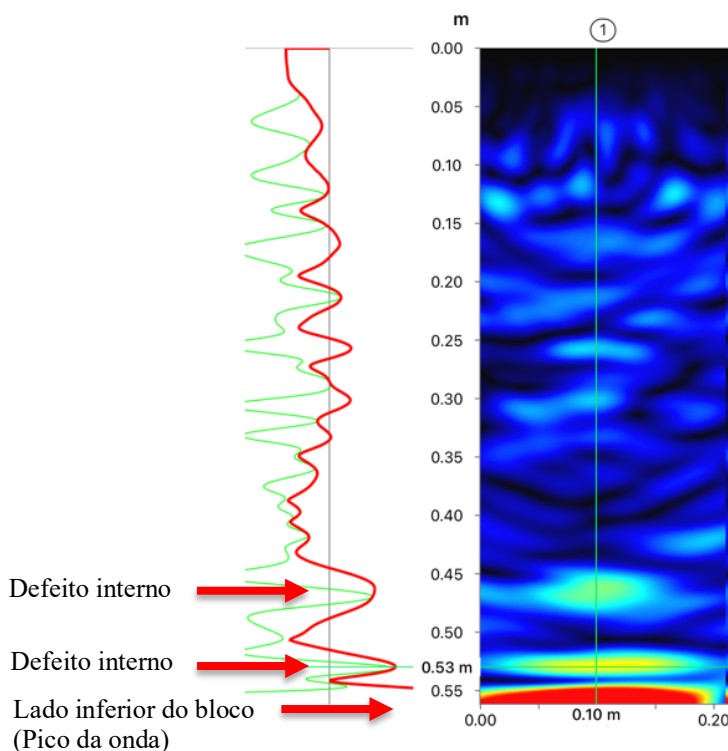 m
1
0.00
0.05
0.10
0.15
0.20
0.25
0.30
0.35
0.40
0.45
Defeito interno
0.50
Defeito interno
0.53 m
0.55
Lado inferior do bloco
(Pico da onda)
0.00 0.10 m 0.20